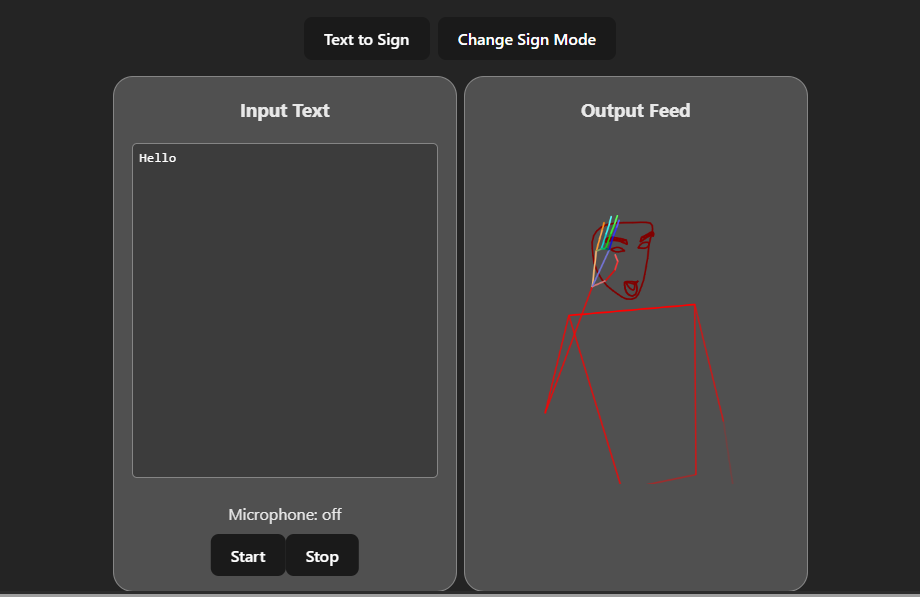 Text to Sign
Change Sign Mode
Input Text
Hello
Microphone: off
Start
Stop
Output Feed